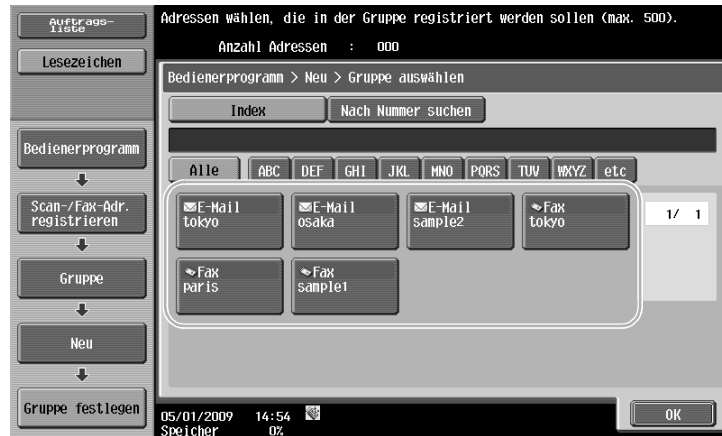 Auftrags-
liste
Lesezeichen
Bedienerprogramm
Scan-/Fax-Adr.
registrieren
Gruppe
Neu
Gruppe festlegen
Adressen wählen, die in der Gruppe registriert werden sollen (max. 500).
Anzahl Adressen : 000
Bedienerprogramm > Neu > Gruppe auswählen
Index Nach Nummer suchen
Alle ABC DEF GHI JKL MNO PQRS TUV WXYZ etc
E-Mail
tokyo
E-Mail
osaka
E-Mail
sample2
Fax
tokyo
1/ 1
Fax
paris
Fax
sample1
05/01/2009 14:54
Speicher 0%
OK